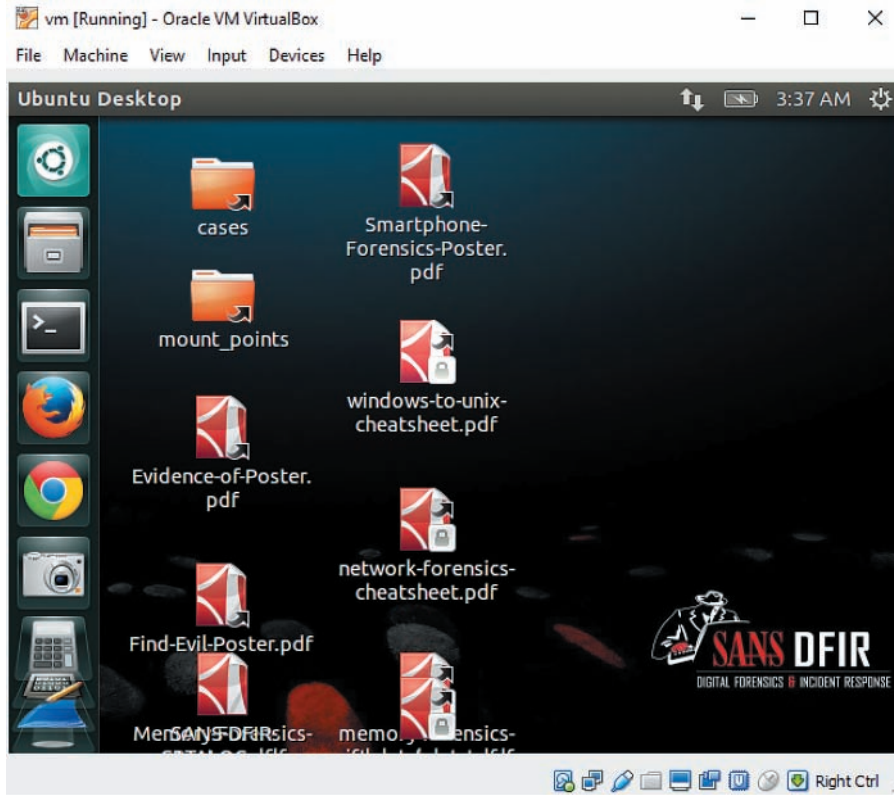 vm [Running] - Oracle VM VirtualBox
File Machine View Input Devices Help
Ubuntu Desktop
3:37 AM
cases
mount_points
Evidence-of-Poster.
pdf
Find-Evil-Poster.pdf
Smartphone-
Forensics-Poster.
pdf
windows-to-unix-
cheatsheet.pdf
network-forensics-
cheatsheet.pdf
SANS DFIR
DIGITAL FORENSICS & INCIDENT RESPONSE
Right Ctrl